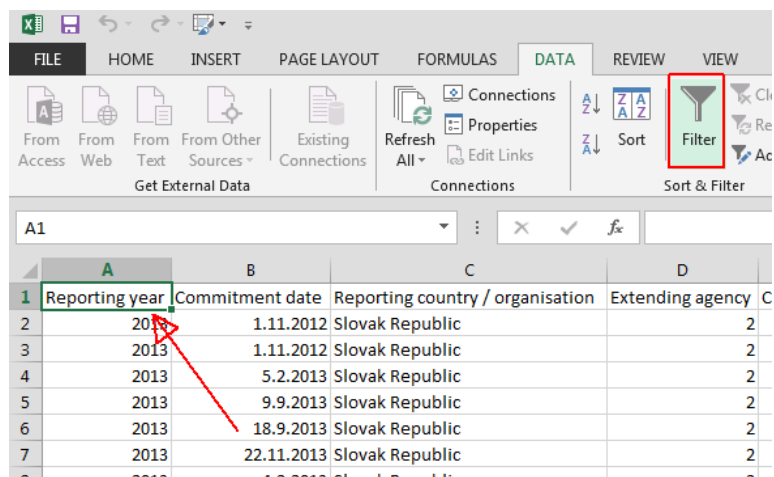 FILE HOME INSERT PAGE LAYOUT FORMULAS DATA REVIEW VIEW
From Access
From Web
From Text
From Other Sources
Existing Connections
Refresh All
Connections
Properties
Edit Links
Sort
Filter
Get External Data Connections Sort & Filter
A1 fx
A B C D
1 Reporting year Commitment date Reporting country / organisation Extending agency C
2 2013 1.11.2012 Slovak Republic 2
3 2013 1.11.2012 Slovak Republic 2
4 2013 5.2.2013 Slovak Republic 2
5 2013 9.9.2013 Slovak Republic 2
6 2013 18.9.2013 Slovak Republic 2
7 2013 22.11.2013 Slovak Republic 2